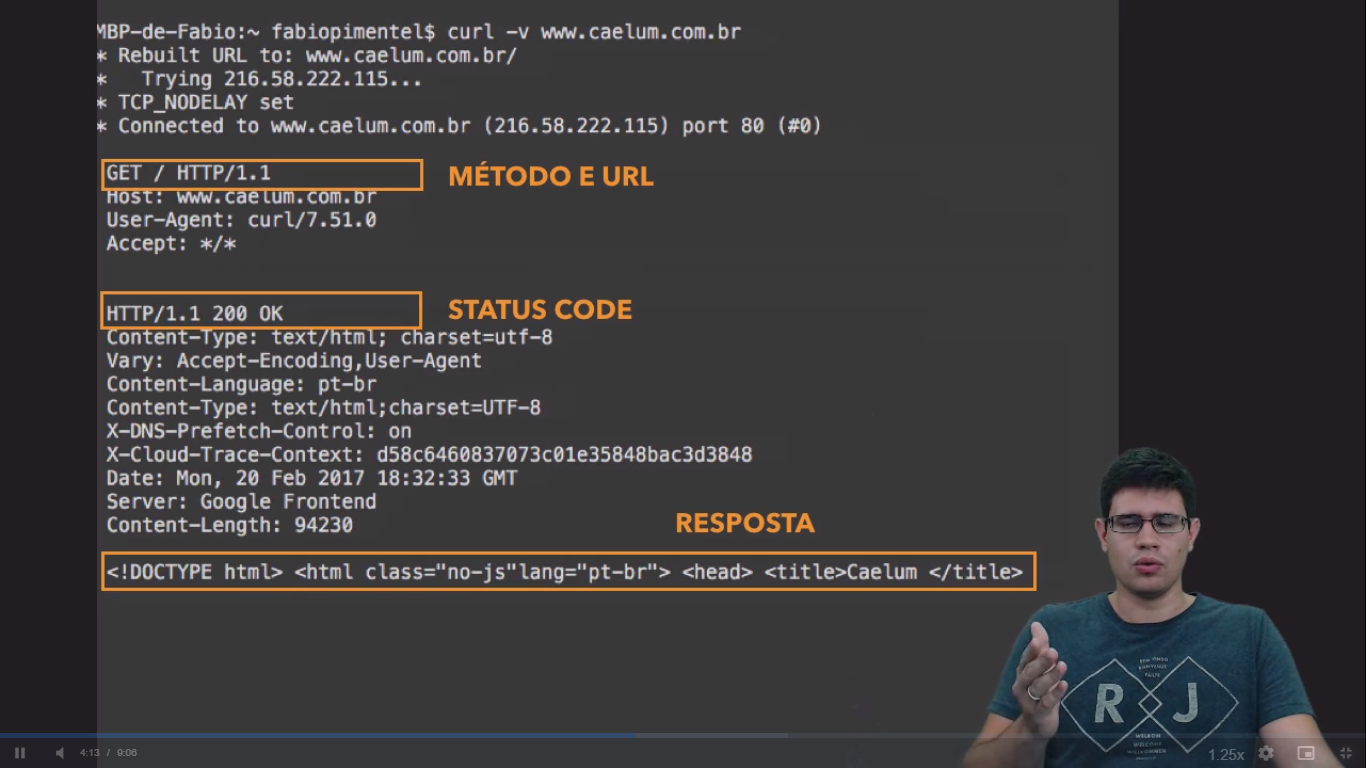 MBP-de-Fabio:~ fabiopimentel$ curl -v www.caelum.com.br
* Rebuilt URL to: www.caelum.com.br/
*   Trying 216.58.222.115...
* TCP_NODELAY set
* Connected to www.caelum.com.br (216.58.222.115) port 80 (#0)
GET / HTTP/1.1
MÉTODO E URL
Host: www.caelum.com.br
User-Agent: curl/7.51.0
Accept: */*
HTTP/1.1 200 OK
STATUS CODE
Content-Type: text/html; charset=utf-8
Vary: Accept-Encoding,User-Agent
Content-Language: pt-br
Content-Type: text/html;charset=UTF-8
X-DNS-Prefetch-Control: on
X-Cloud-Trace-Context: d58c6460837073c01e35848bac3d3848
Date: Mon, 20 Feb 2017 18:32:33 GMT
Server: Google Frontend
Content-Length: 94230
RESPOSTA
<!DOCTYPE html> <html class="no-js"lang="pt-br"> <head> <title>Caelum </title>
R J
WELKOM
WELCOME
4:13 / 9:06
1.25x